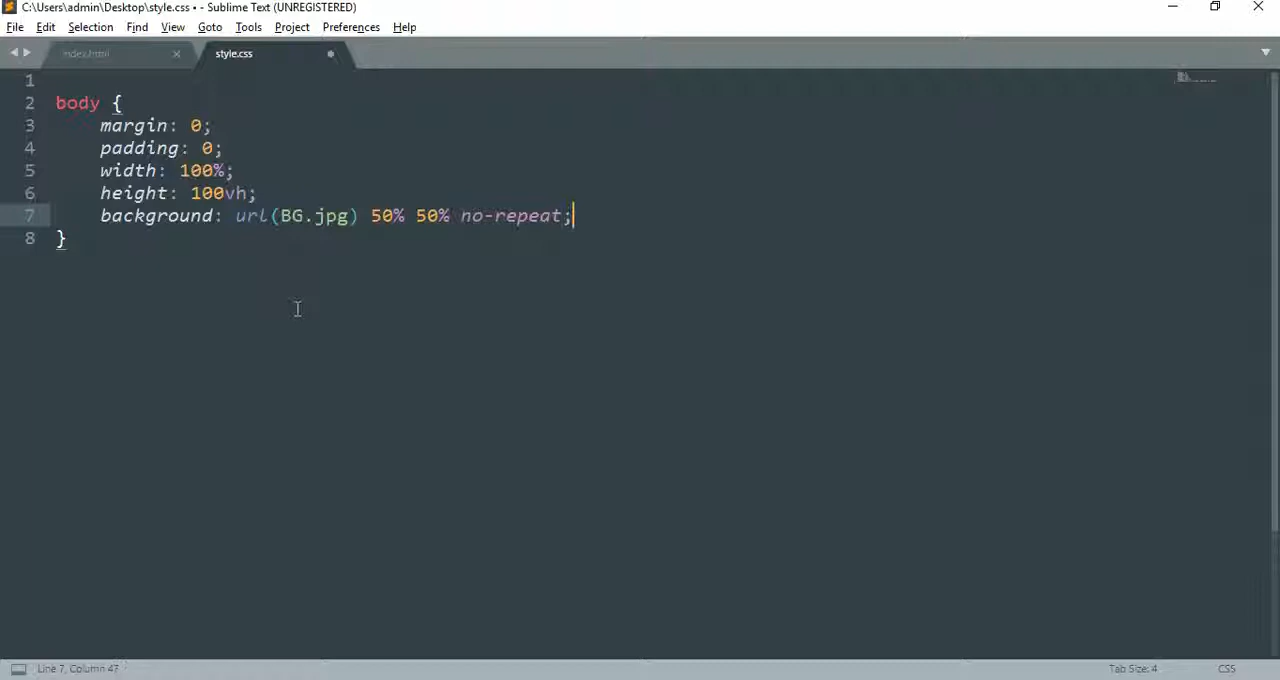 C:\Users\admin\Desktop\style.css • - Sublime Text (UNREGISTERED)
File Edit Selection Find View Goto Tools Project Preferences Help
index.html style.css
1
2 body {
3 margin: 0;
4 padding: 0;
5 width: 100%;
6 height: 100vh;
7 background: url(BG.jpg) 50% 50% no-repeat;
8 }
Line 7, Column 47 Tab Size: 4 CSS